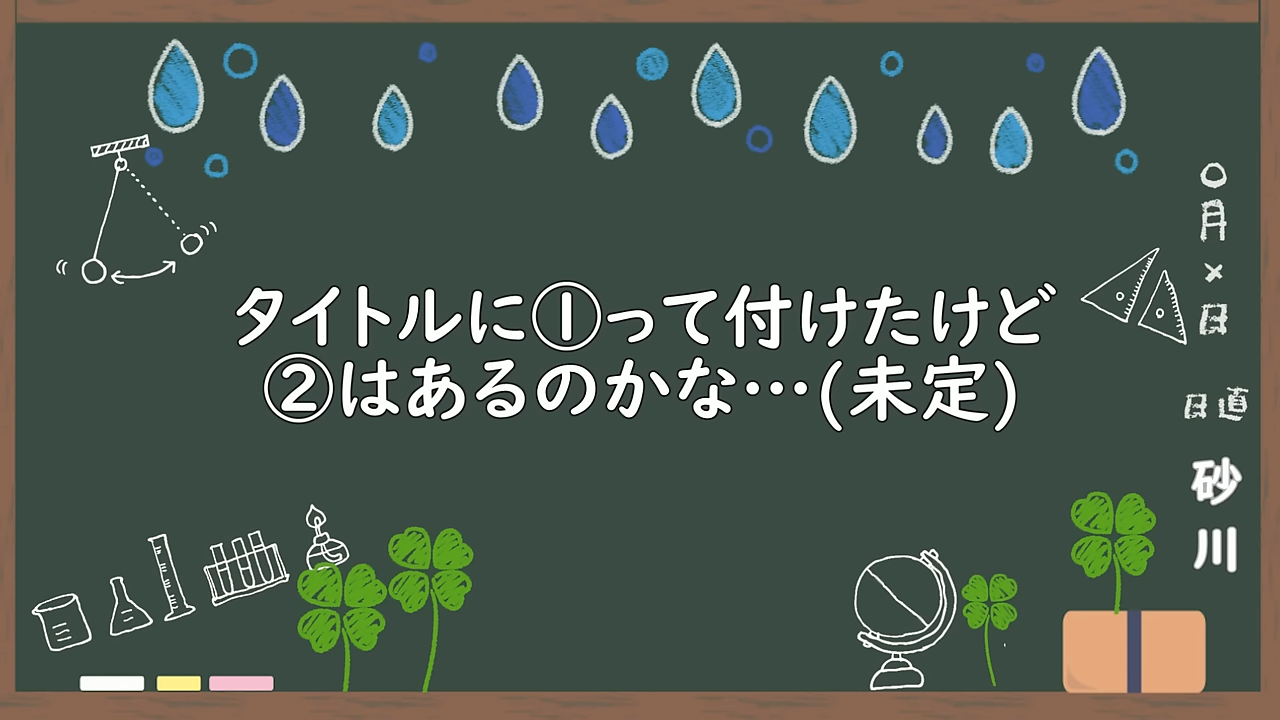 タイトルに①って付けたけど
②はあるのかな…(未定)
○月×日
日直
砂川